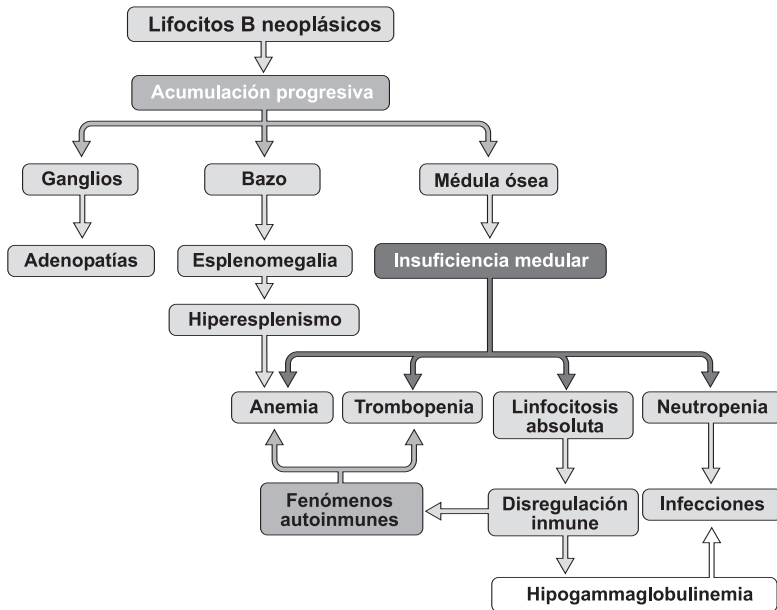 Lifocitos B neoplásicos
Acumulación progresiva
Ganglios
Bazo
Médula ósea
Adenopatías
Esplenomegalia
Insuficiencia medular
Hiperesplenismo
Anemia
Trombopenia
Linfocitosis
absoluta
Neutropenia
Fenómenos
autoinmunes
Disregulación
inmune
Infecciones
Hipogammaglobulinemia